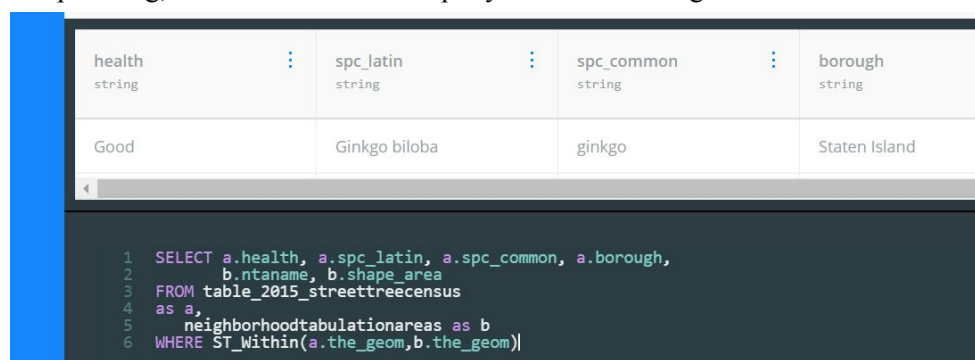 health spc_latin spc_common borough
string string string string
Good Ginkgo biloba ginkgo Staten Island
1 SELECT a.health, a.spc_latin, a.spc_common, a.borough,
2 b.ntaname, b.shape_area
3 FROM table_2015_streettreecensus
4 as a,
5 neighborhoodtabulationareas as b
6 WHERE ST_Within(a.the_geom,b.the_geom)